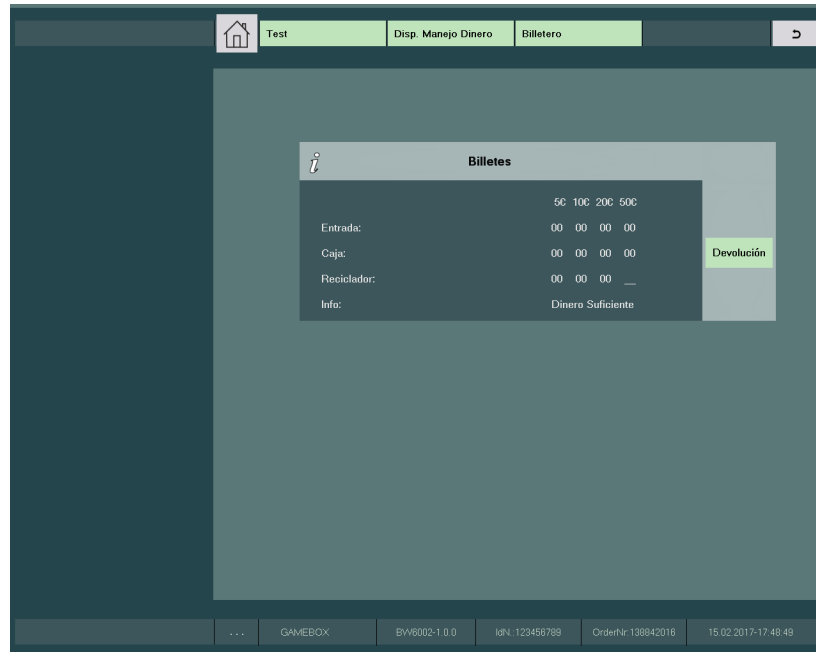 Test Disp. Manejo Dinero Billetero
i Billetes
5€ 10€ 20€ 50€
Entrada: 00 00 00 00
Caja: 00 00 00 00
Devolución
Reciclador: 00 00 00 __
Info: Dinero Suficiente
... GAMEBOX BW6002-1.0.0 IdN.:123456789 OrderNr:138842016 15.02.2017-17:48:49